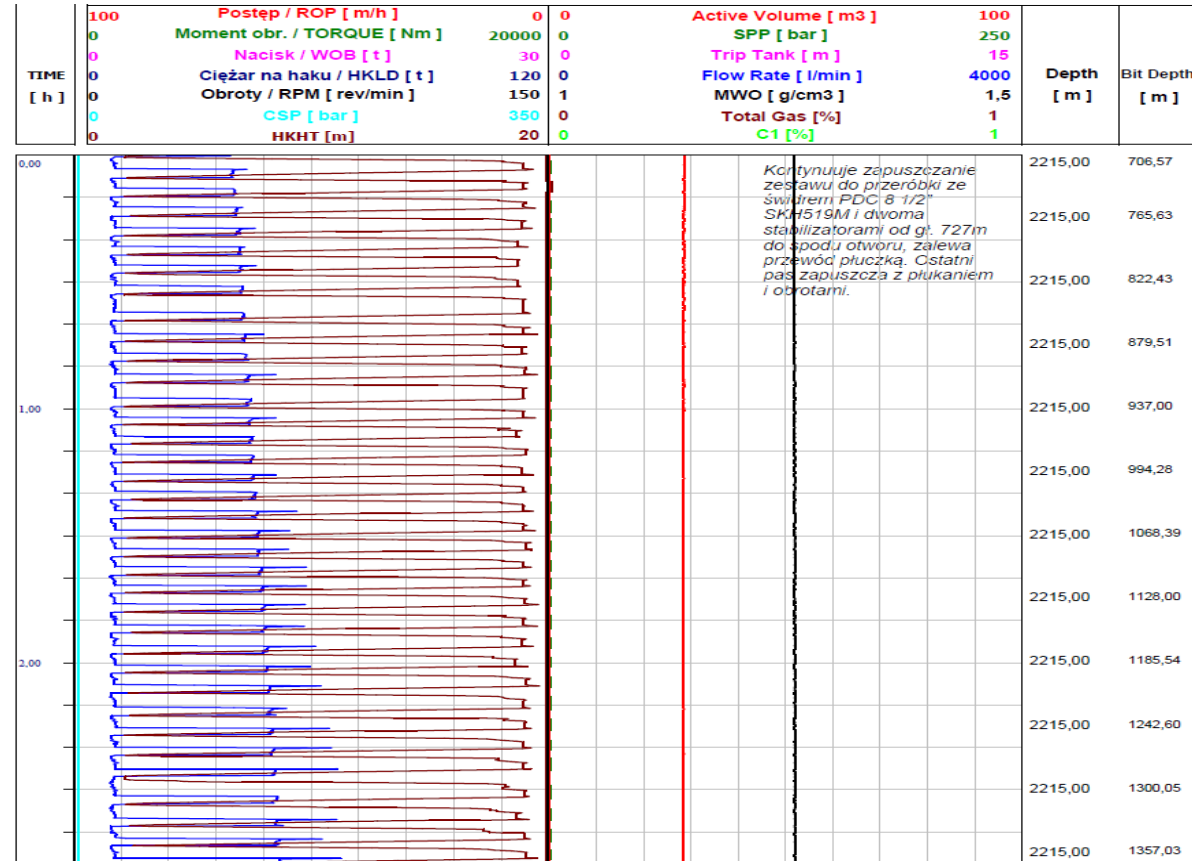 100 Postęp / ROP [ m/h ] 0 0 Active Volume [ m3 ] 100
0 Moment obr. / TORQUE [ Nm ] 20000 0 SPP [ bar ] 250
0 Nacisk / WOB [ t ] 30 0 Trip Tank [ m ] 15
TIME 0 Ciężar na haku / HKLD [ t ] 120 0 Flow Rate [ l/min ] 4000 Depth Bit Depth
[ h ] 0 Obroty / RPM [ rev/min ] 150 1 MWO [ g/cm3 ] 1,5 [ m ] [ m ]
0 CSP [ bar ] 350 0 Total Gas [%] 1
0 HKHT [m] 20 0 C1 [%] 1
0,00 2215,00 706,57
Kontynuuje zapuszczanie
zestawu do przeróbki ze
świdrem PDC 8 1/2"
SKH519M i dwoma 2215,00 765,63
stabilizatorami od gł. 727m
do spodu otworu, zalewa
przewód płuczką. Ostatni
pas zapuszcza z płukaniem 2215,00 822,43
i obrotami.
2215,00 879,51
1,00 2215,00 937,00
2215,00 994,28
2215,00 1068,39
2215,00 1128,00
2,00 2215,00 1185,54
2215,00 1242,60
2215,00 1300,05
2215,00 1357,03